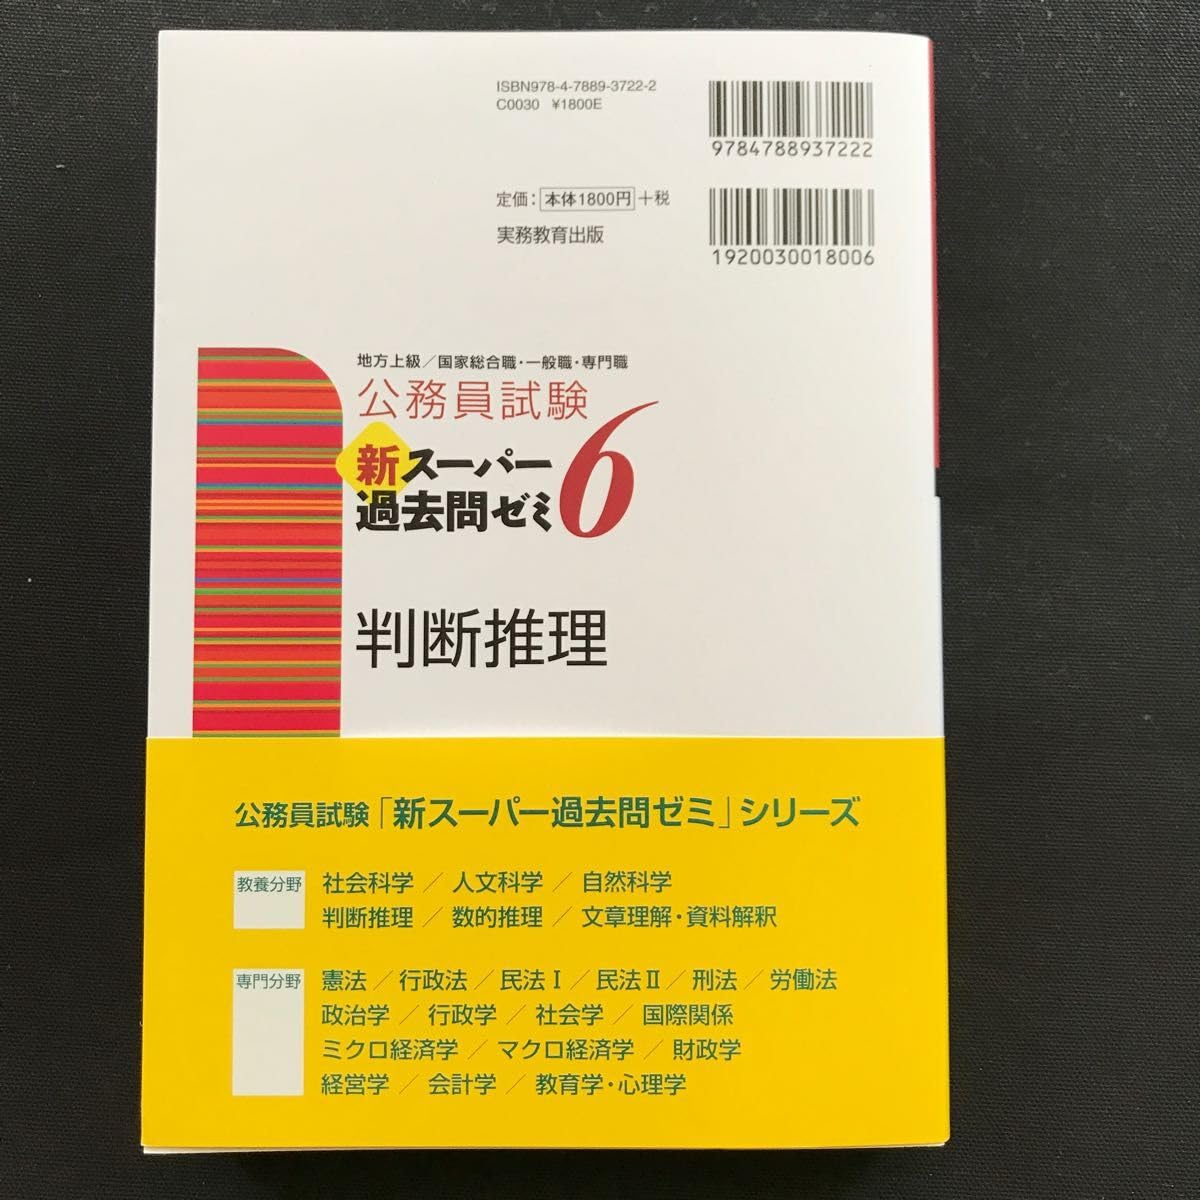 ISBN978-4-7889-3722-2
C0030 ¥1800E
9784788937222
定価：本体1800円+税
実務教育出版
1920030018006
地方上級／国家総合職・一般職・専門職
公務員試験
新スーパー
過去問ゼミ6
判断推理
公務員試験「新スーパー過去問ゼミ」シリーズ
教養分野 社会科学／人文科学／自然科学
判断推理／数的推理／文章理解・資料解釈
専門分野 憲法／行政法／民法Ⅰ／民法Ⅱ／刑法／労働法
政治学／行政学／社会学／国際関係
ミクロ経済学／マクロ経済学／財政学
経営学／会計学／教育学・心理学